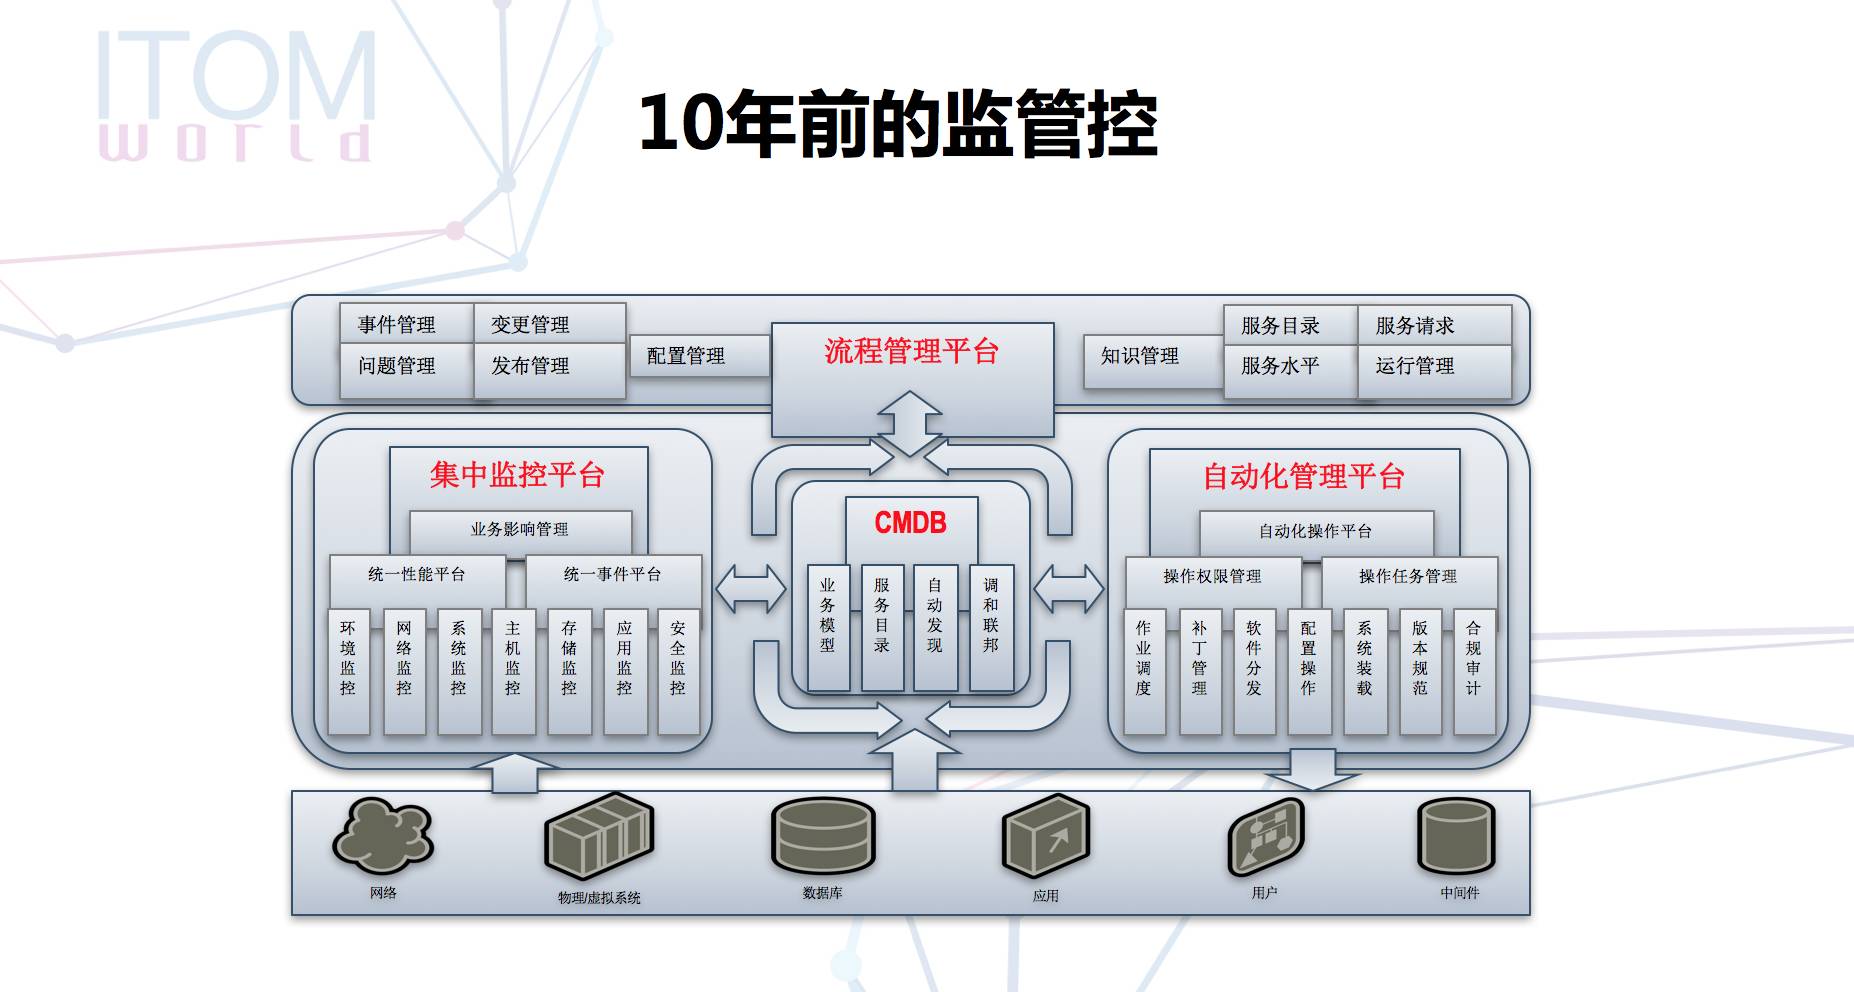 ITOM
world
10年前的监管控
事件管理
变更管理
问题管理
发布管理
配置管理
流程管理平台
知识管理
服务目录
服务请求
服务水平
运行管理
集中监控平台
业务影响管理
统一性能平台
统一事件平台
环境监控
网络监控
系统监控
主机监控
存储监控
应用监控
安全监控
CMDB
业务模型
服务目录
自动发现
调和联邦
自动化管理平台
自动化操作平台
操作权限管理
操作任务管理
作业调度
补丁管理
软件分发
配置操作
系统装载
版本规范
合规审计
网络
物理/虚拟系统
数据库
应用
用户
中间件